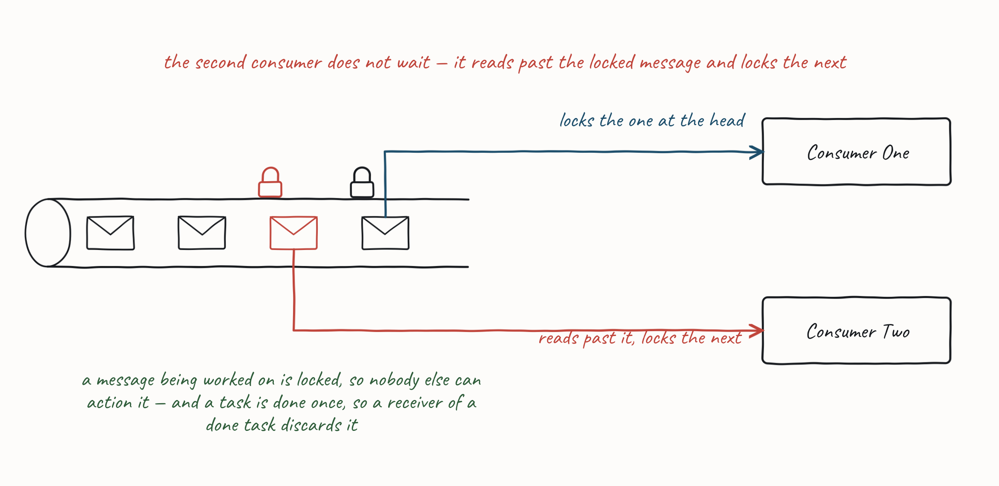 the second consumer does not wait — it reads past the locked message and locks the next
locks the one at the head
Consumer One
Consumer Two
reads past it, locks the next
a message being worked on is locked, so nobody else can
action it — and a task is done once, so a receiver of a
done task discards it